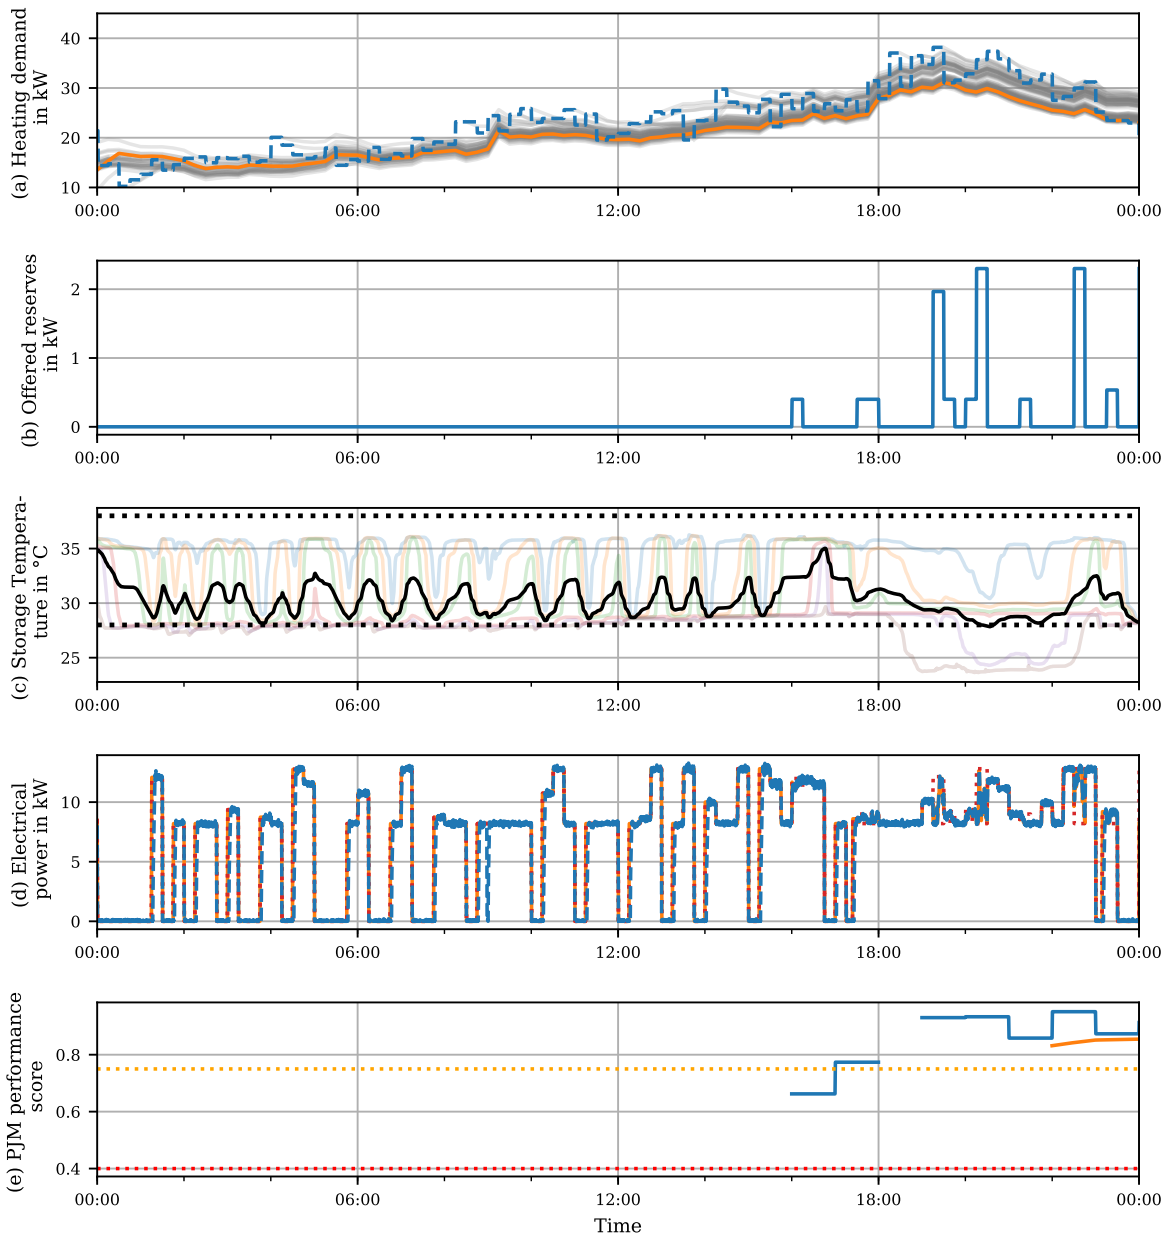 (a) Heating demand
in kW
40
30
20
10
00:00 06:00 12:00 18:00 00:00
(b) Offered reserves
in kW
2
1
0
00:00 06:00 12:00 18:00 00:00
(c) Storage Tempera-
ture in °C
35
30
25
00:00 06:00 12:00 18:00 00:00
(d) Electrical
power in kW
10
5
0
00:00 06:00 12:00 18:00 00:00
(e) PJM performance
score
0.8
0.6
0.4
00:00 06:00 12:00 18:00 00:00
Time